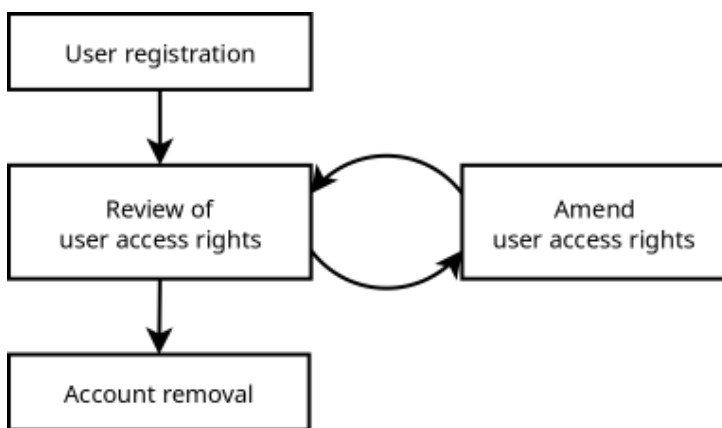 User registration
Review of
user access rights
Amend
user access rights
Account removal